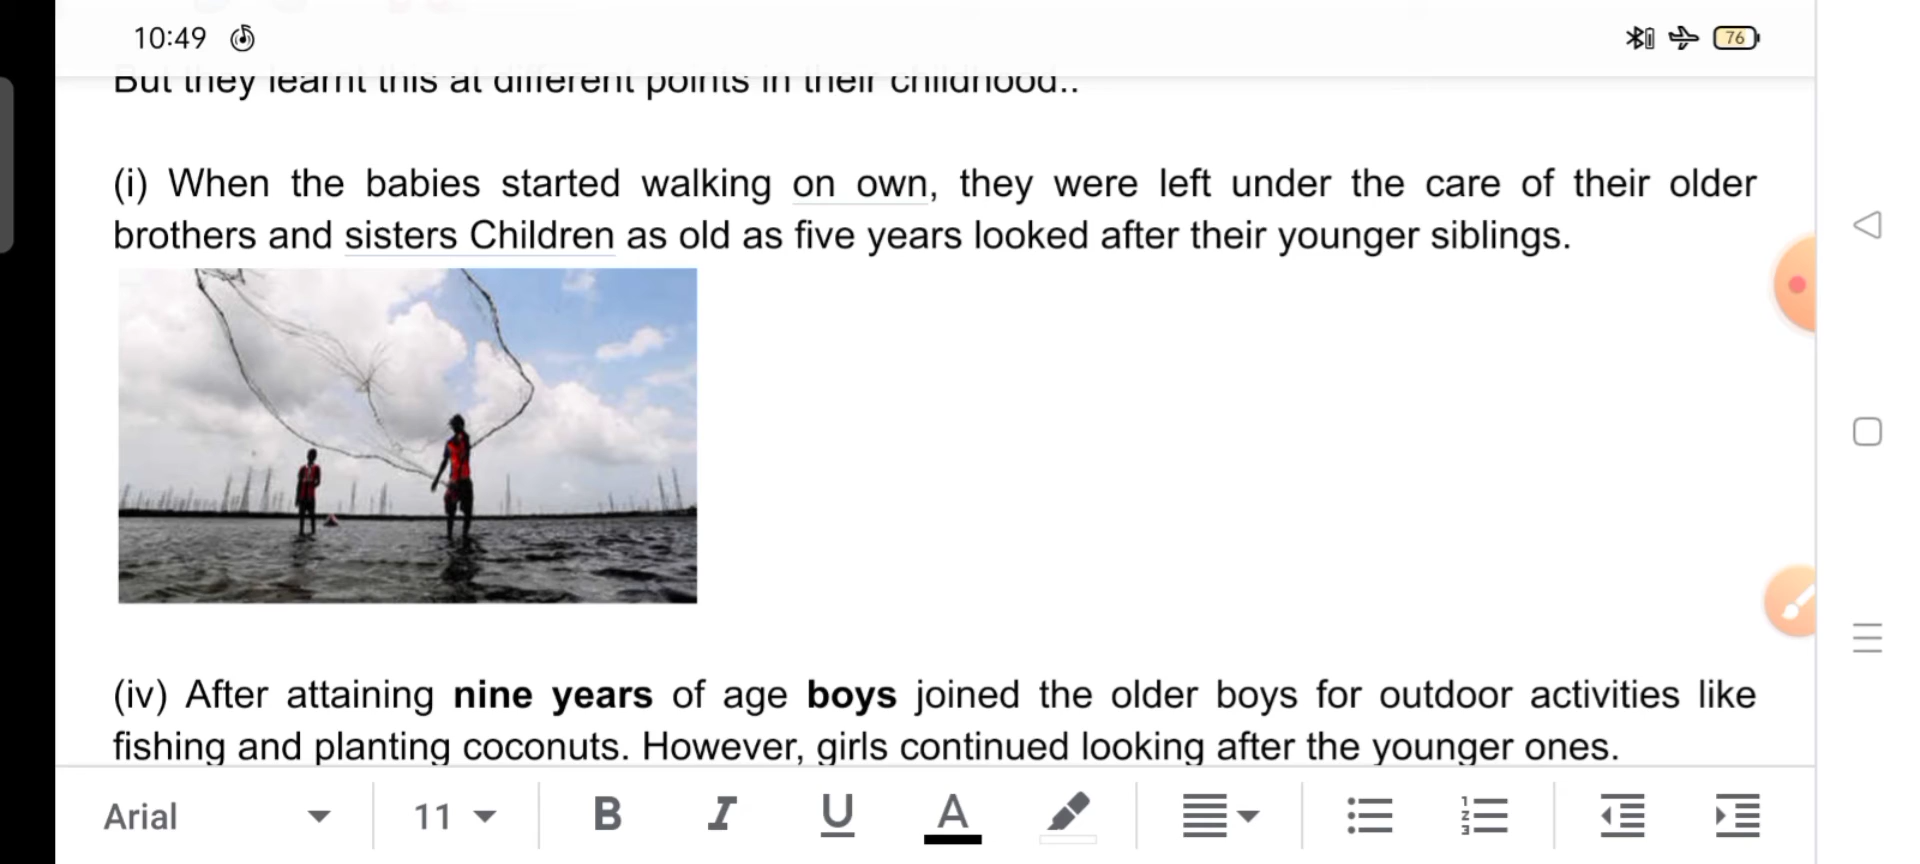 10:49
76
But they learnt this at different points in their childhood..
(i) When the babies started walking on own, they were left under the care of their older
brothers and sisters Children as old as five years looked after their younger siblings.
(iv) After attaining nine years of age boys joined the older boys for outdoor activities like
fishing and planting coconuts. However, girls continued looking after the younger ones.
Arial 11 B I U A